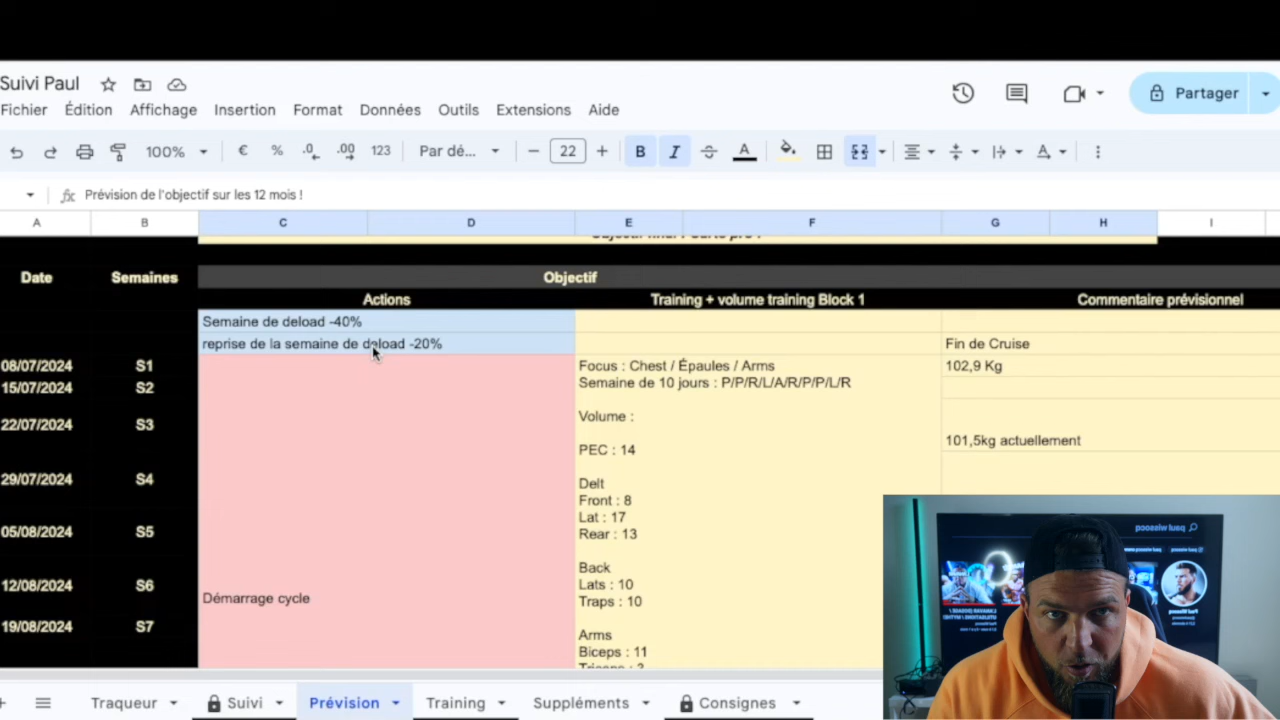 Suivi Paul
Fichier Édition Affichage Insertion Format Données Outils Extensions Aide
Partager
100% € % .0 .00 123 Par dé... 22 B I A A
fx Prévision de l'objectif sur les 12 mois !
A B C D E F G H I
Date Semaines Objectif
Actions Training + volume training Block 1 Commentaire prévisionnel
Semaine de deload -40%
reprise de la semaine de deload -20% Fin de Cruise
08/07/2024 S1 Focus : Chest / Épaules / Arms 102,9 Kg
15/07/2024 S2 Semaine de 10 jours : P/P/R/L/A/R/P/P/L/R
Volume :
22/07/2024 S3
101,5kg actuellement
PEC : 14
29/07/2024 S4 Delt
Front : 8
Lat : 17
05/08/2024 S5 Rear : 13
Back
12/08/2024 S6 Lats : 10
Démarrage cycle Traps : 10
19/08/2024 S7 Arms
Biceps : 11
Traqueur Suivi Prévision Training Suppléments Consignes